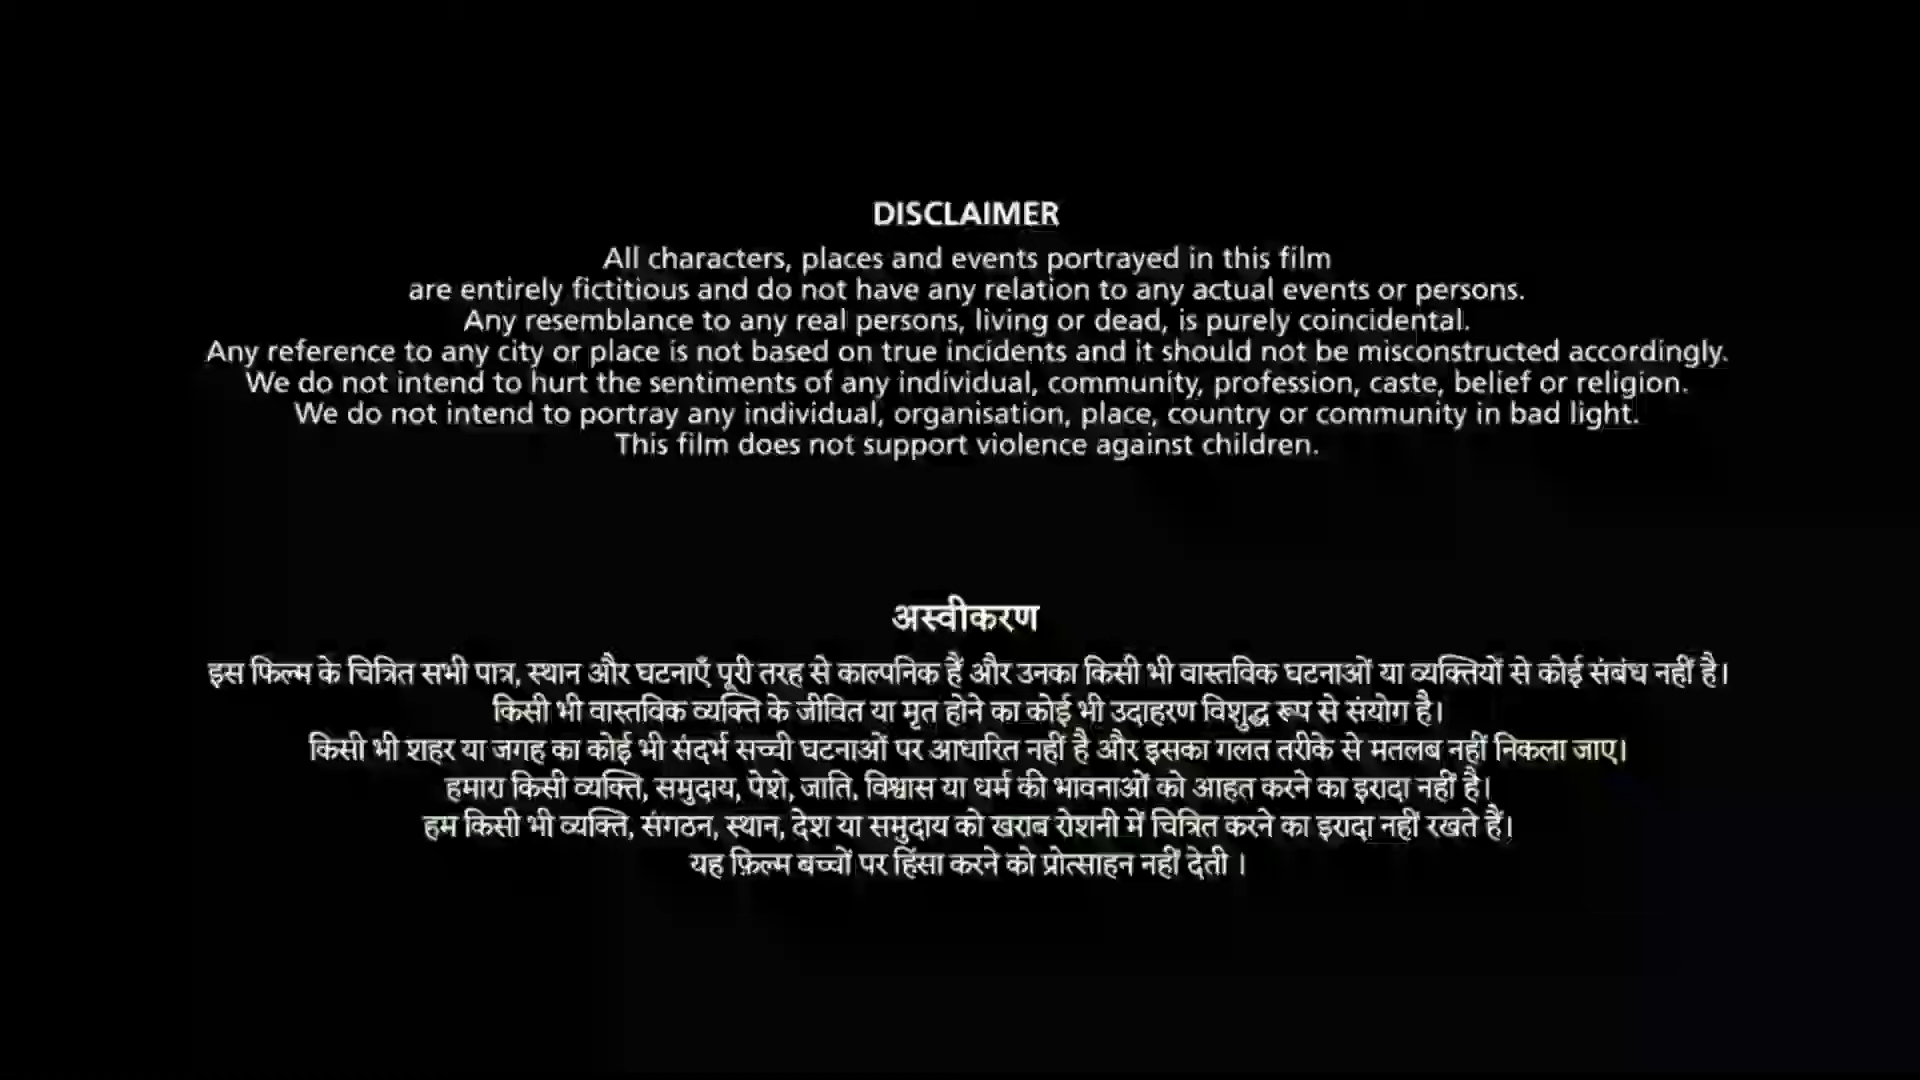 DISCLAIMER
All characters, places and events portrayed in this film
are entirely fictitious and do not have any relation to any actual events or persons.
Any resemblance to any real persons, living or dead, is purely coincidental.
Any reference to any city or place is not based on true incidents and it should not be misconstructed accordingly.
We do not intend to hurt the sentiments of any individual, community, profession, caste, belief or religion.
We do not intend to portray any individual, organisation, place, country or community in bad light.
This film does not support violence against children.
अस्वीकरण
इस फिल्म के चित्रित सभी पात्र, स्थान और घटनाएँ पूरी तरह से काल्पनिक हैं और उनका किसी भी वास्तविक घटनाओं या व्यक्तियों से कोई संबंध नहीं है।
किसी भी वास्तविक व्यक्ति के जीवित या मृत होने का कोई भी उदाहरण विशुद्ध रूप से संयोग है।
किसी भी शहर या जगह का कोई भी संदर्भ सच्ची घटनाओं पर आधारित नहीं है और इसका गलत तरीके से मतलब नहीं निकला जाए।
हमारा किसी व्यक्ति, समुदाय, पेशे, जाति, विश्वास या धर्म की भावनाओं को आहत करने का इरादा नहीं है।
हम किसी भी व्यक्ति, संगठन, स्थान, देश या समुदाय को खराब रोशनी में चित्रित करने का इरादा नहीं रखते हैं।
यह फ़िल्म बच्चों पर हिंसा करने को प्रोत्साहन नहीं देती ।